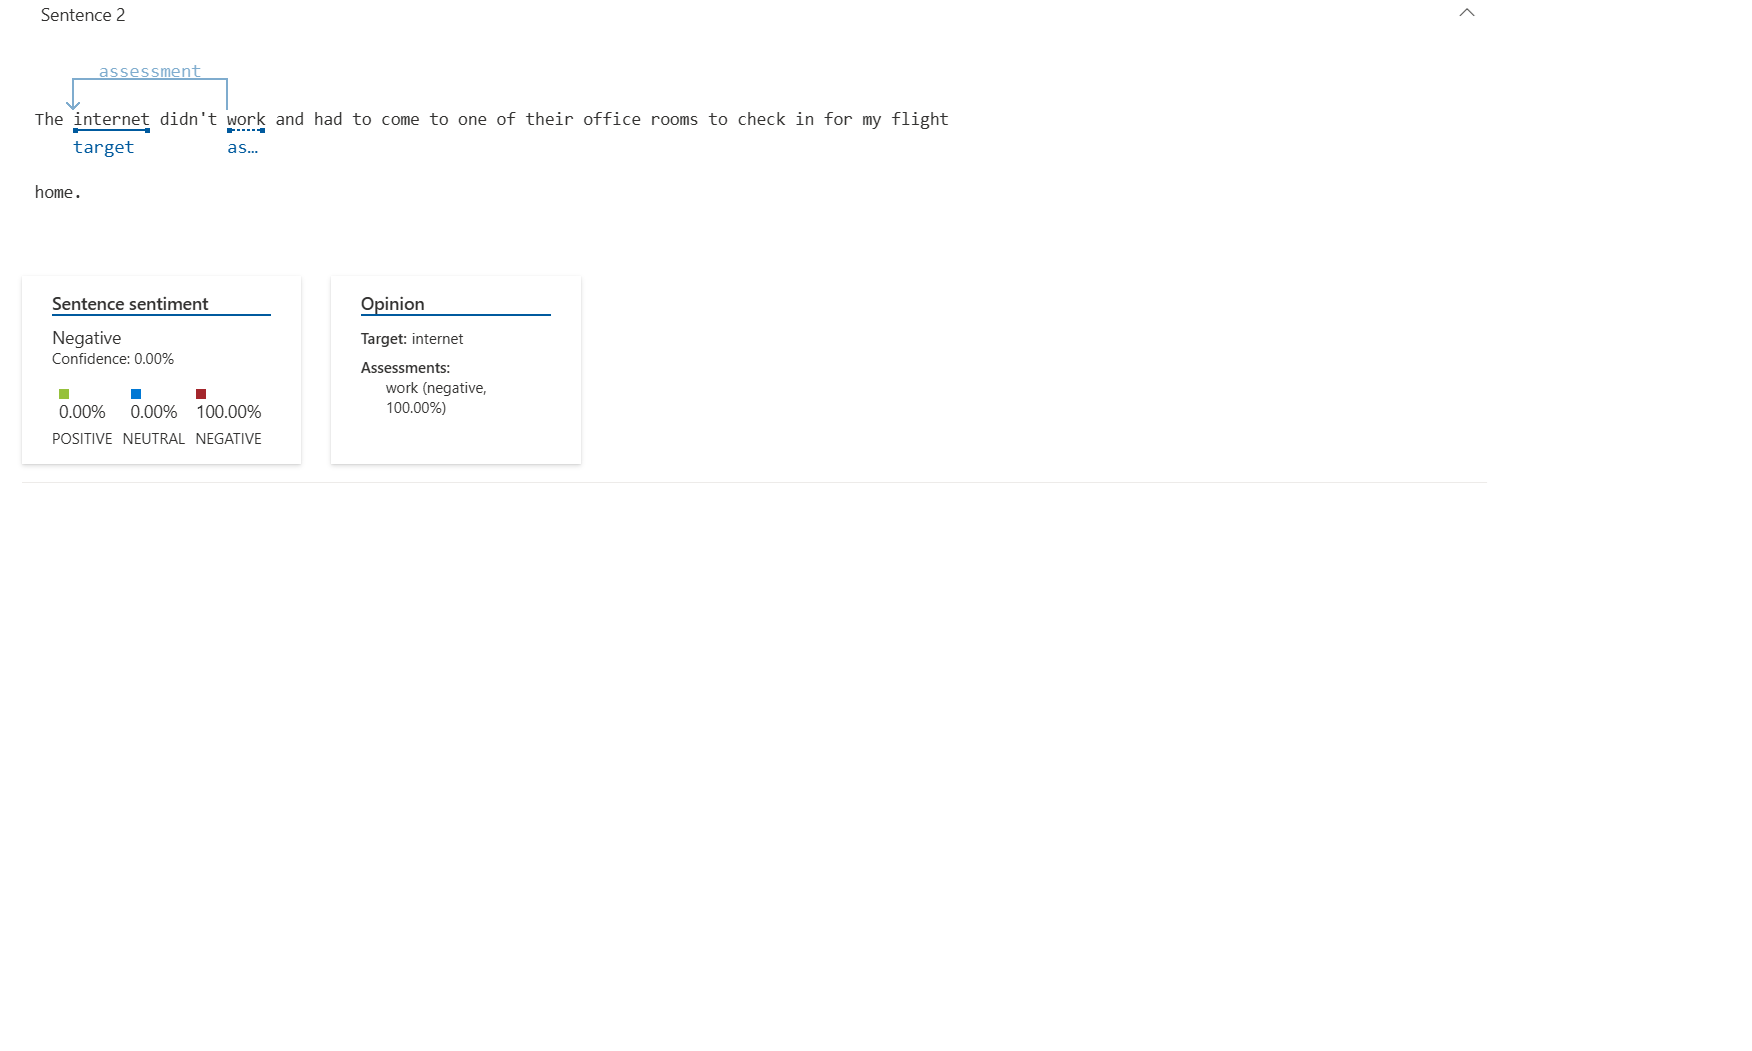 Sentence 2
assessment
The internet didn't work and had to come to one of their office rooms to check in for my flight
target as…
home.
Sentence sentiment
Negative
Confidence: 0.00%
0.00% 0.00% 100.00%
POSITIVE NEUTRAL NEGATIVE
Opinion
Target: internet
Assessments:
work (negative,
100.00%)